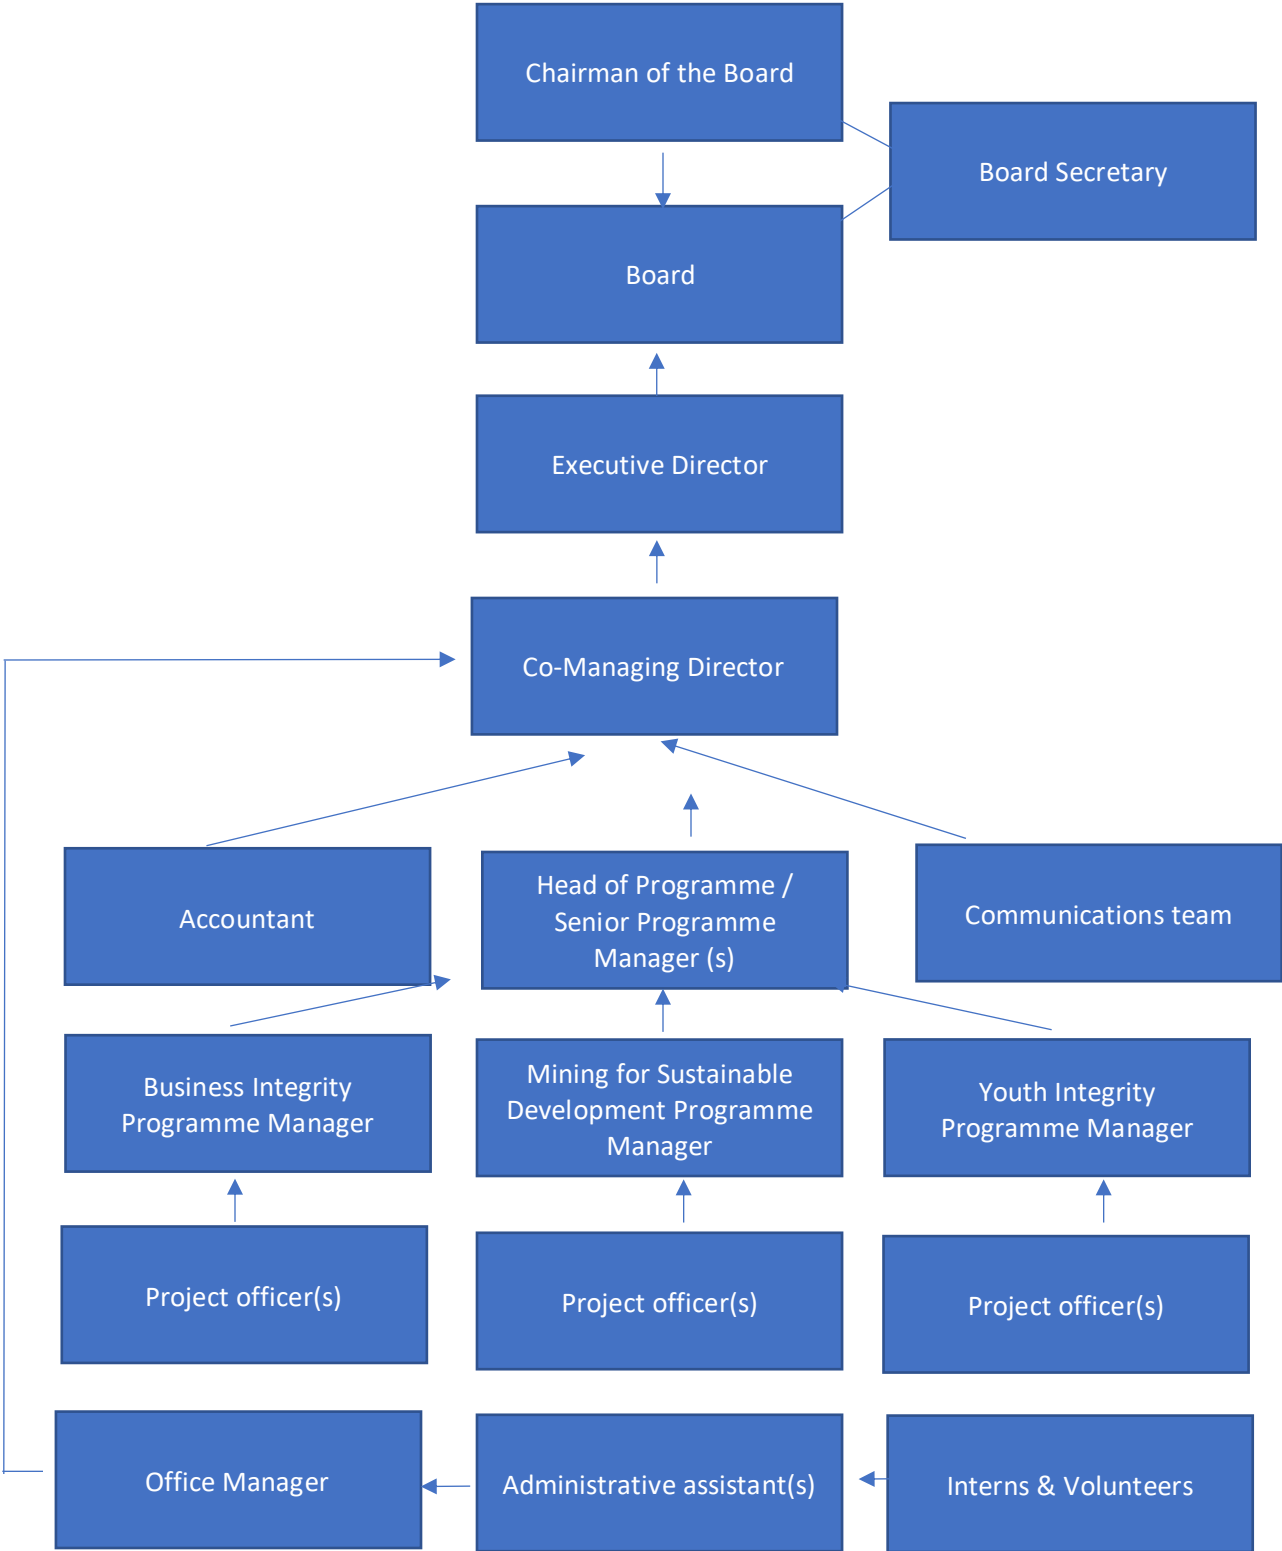 Chairman of the Board
Board Secretary
Board
Executive Director
Co-Managing Director
Accountant
Head of Programme /
Senior Programme
Manager (s)
Communications team
Business Integrity
Programme Manager
Mining for Sustainable
Development Programme
Manager
Youth Integrity
Programme Manager
Project officer(s)
Project officer(s)
Project officer(s)
Office Manager
Administrative assistant(s)
Interns & Volunteers